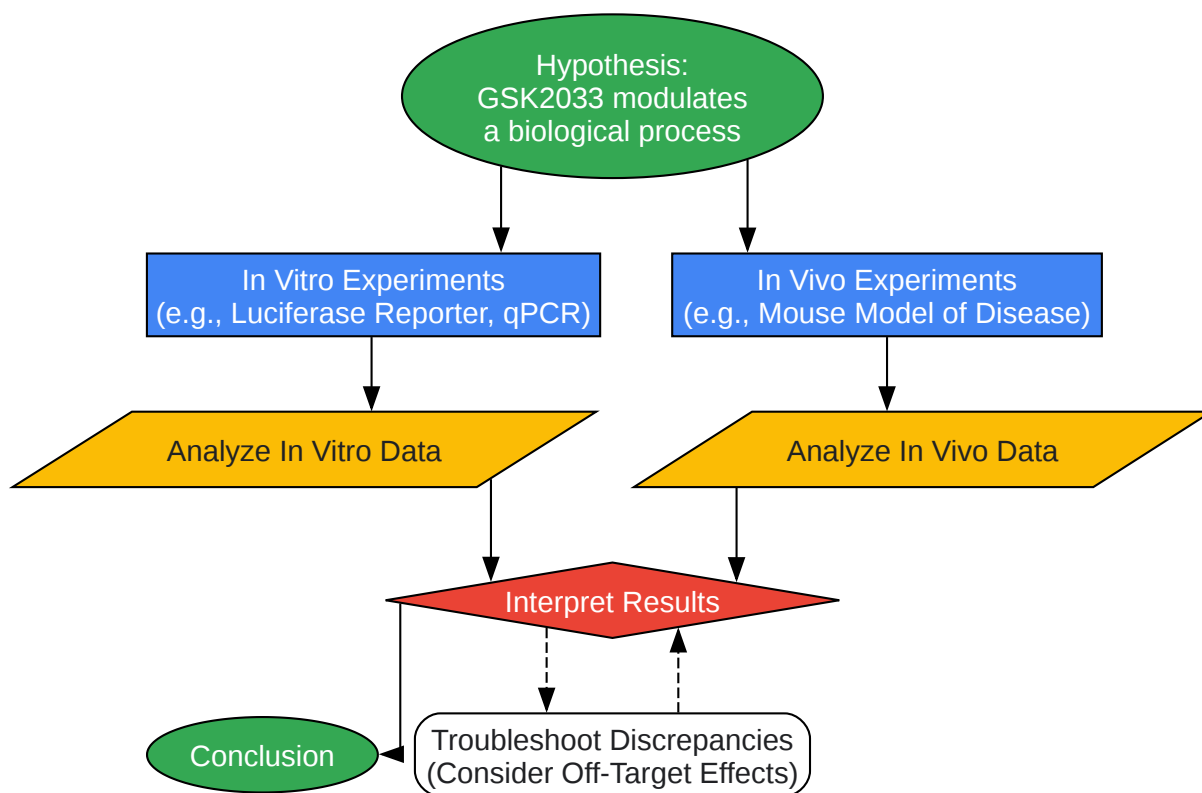 Hypothesis:
GSK2033 modulates
a biological process
In Vitro Experiments
(e.g., Luciferase Reporter, qPCR)
In Vivo Experiments
(e.g., Mouse Model of Disease)
Analyze In Vitro Data
Analyze In Vivo Data
Interpret Results
Conclusion
Troubleshoot Discrepancies
(Consider Off-Target Effects)